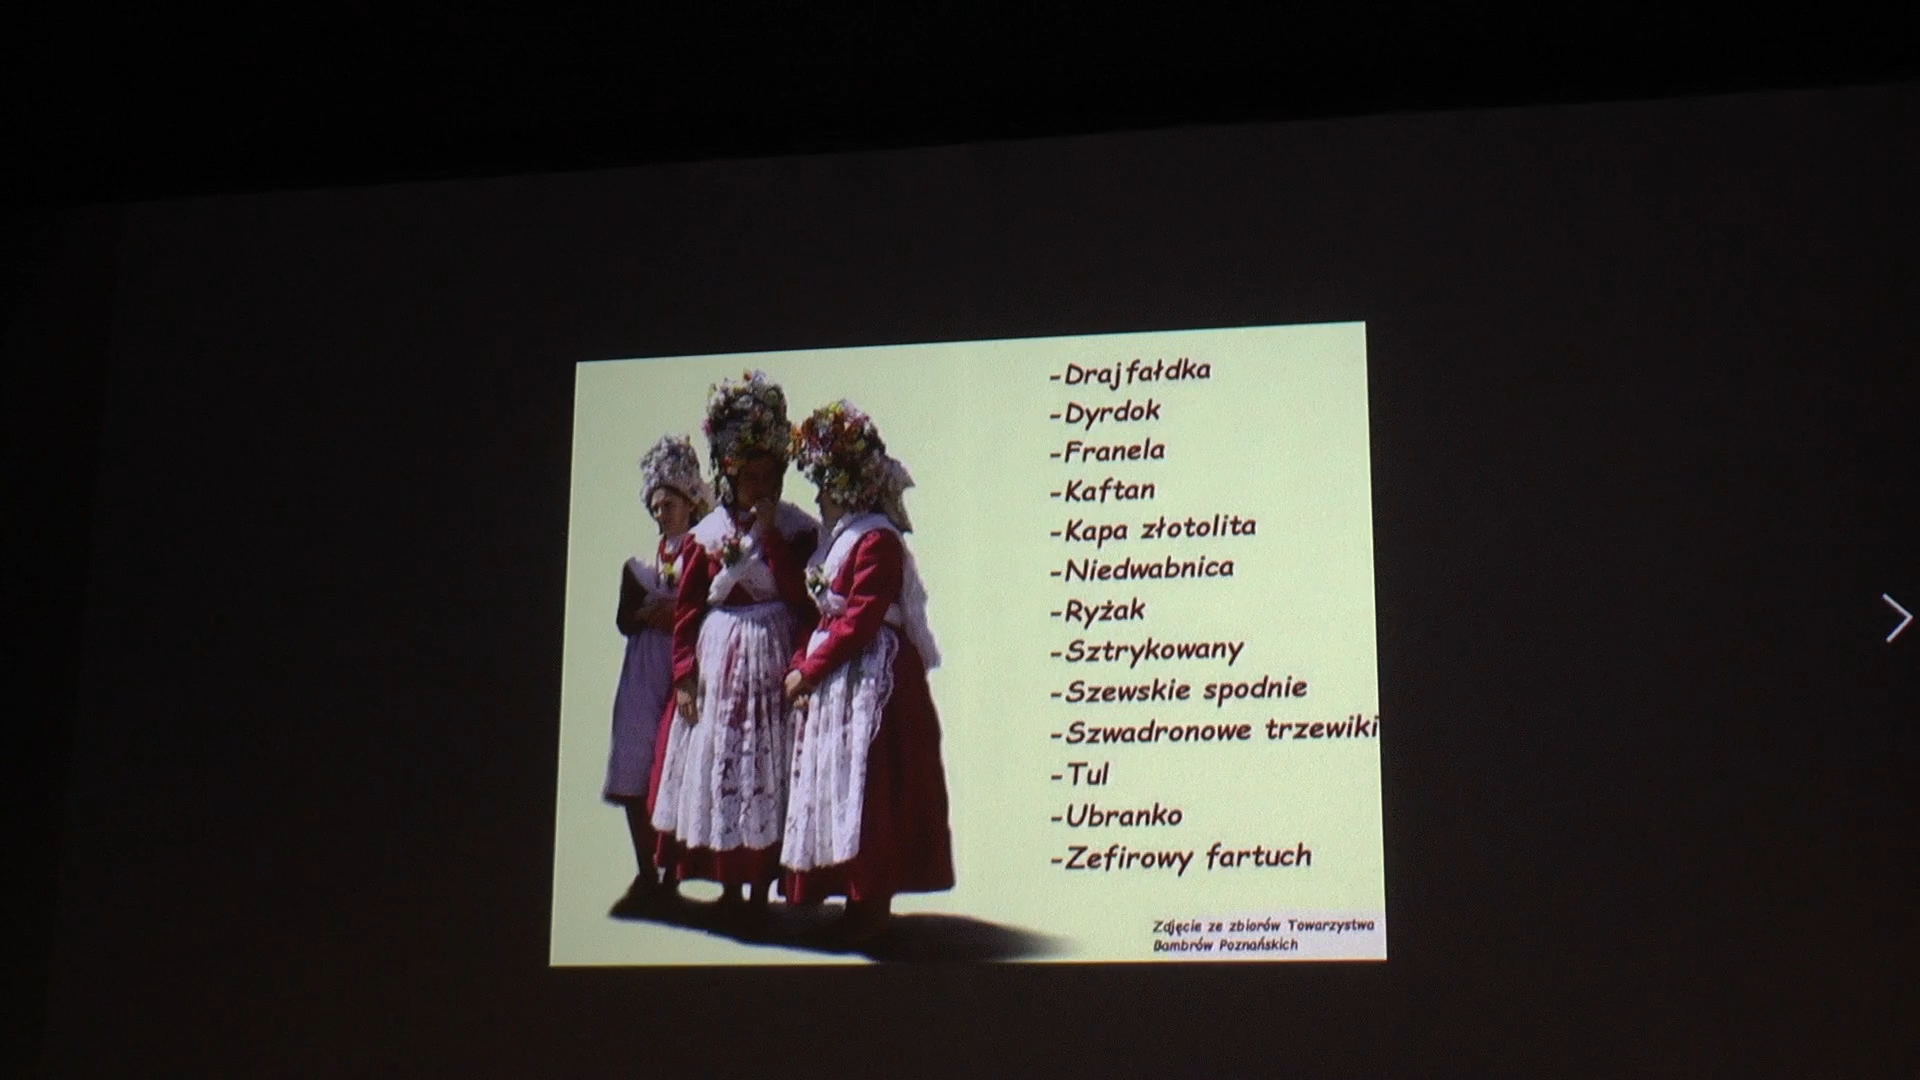 -Drajfałdka
-Dyrdok
-Franela
-Kaftan
-Kapa złotolita
-Niedwabnica
-Ryżak
-Sztrykowany
-Szewskie spodnie
-Szwadronowe trzewiki
-Tul
-Ubranko
-Zefirowy fartuch
Zdjęcie ze zbiorów Towarzystwa
Bambrów Poznańskich